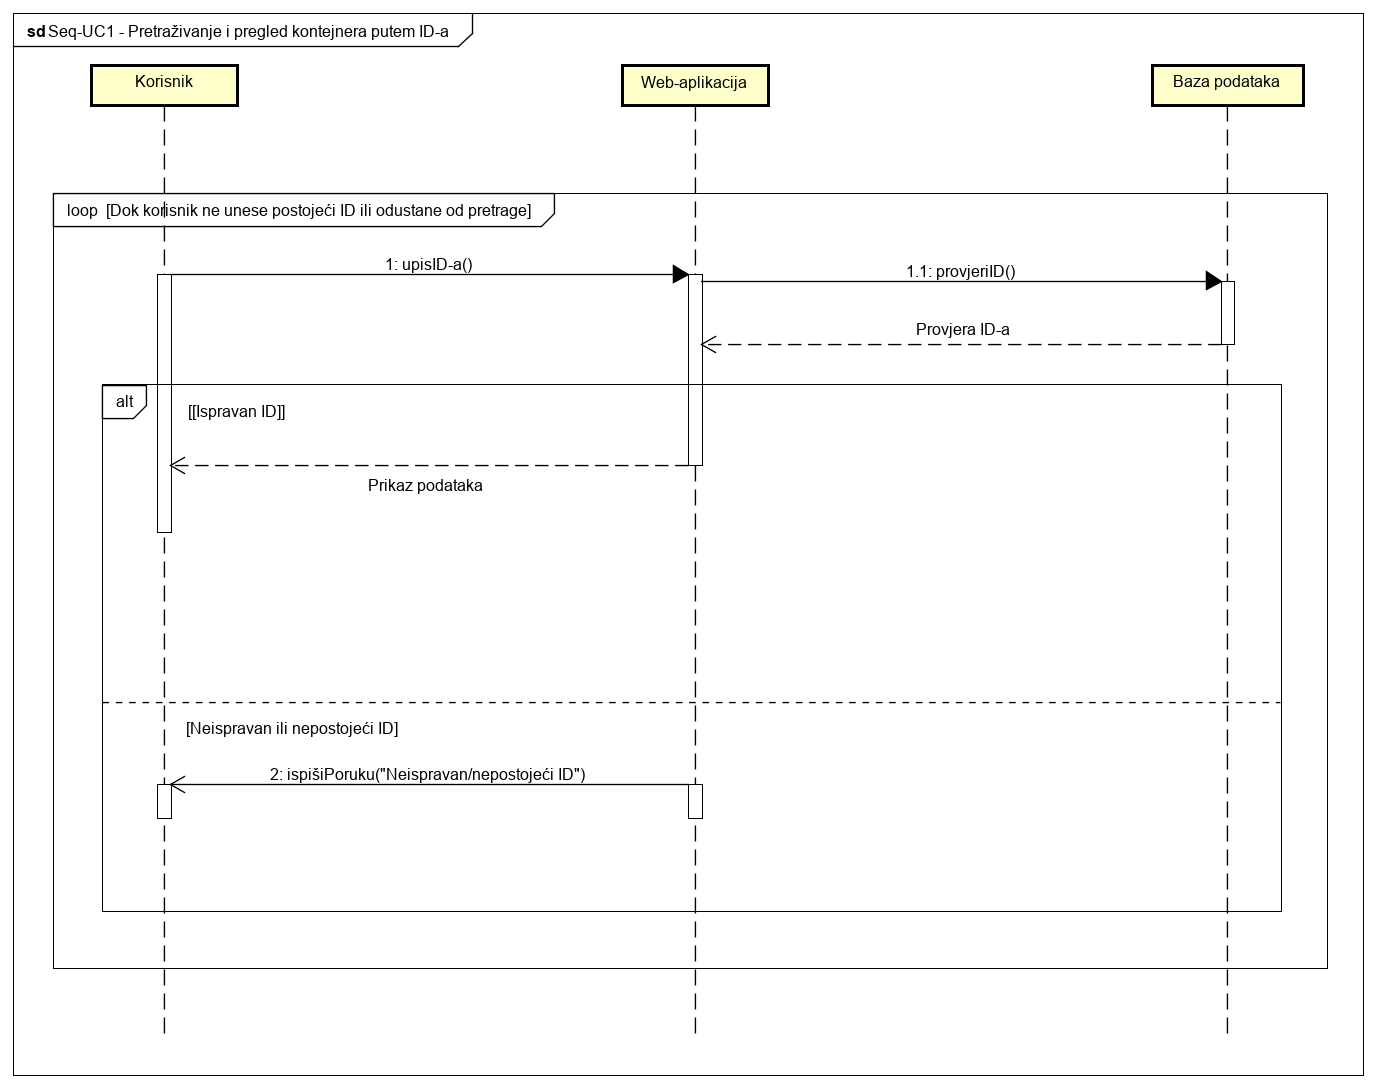 sd Seq-UC1 - Pretraživanje i pregled kontejnera putem ID-a
Korisnik
Web-aplikacija
Baza podataka
loop [Dok korisnik ne unese postojeći ID ili odustane od pretrage]
1: upisID-a()
1.1: provjeriID()
Provjera ID-a
alt
[[Ispravan ID]]
Prikaz podataka
[Neispravan ili nepostojeći ID]
2: ispišiPoruku("Neispravan/nepostojeći ID")